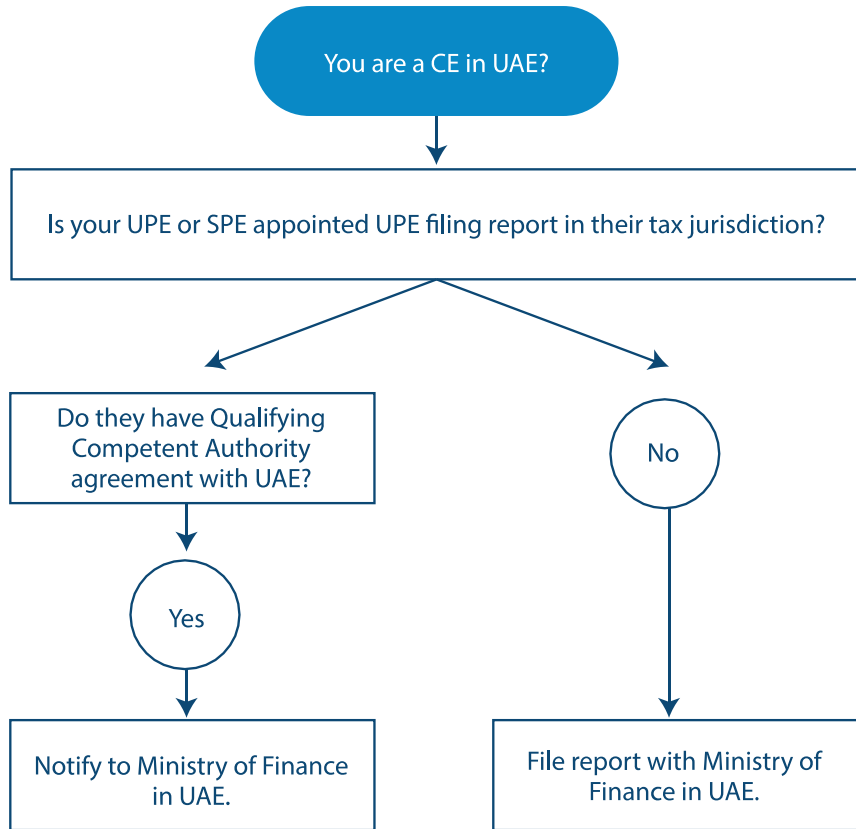 You are a CE in UAE?
Is your UPE or SPE appointed UPE filing report in their tax jurisdiction?
Do they have Qualifying
Competent Authority
agreement with UAE?
No
Yes
Notify to Ministry of Finance
in UAE.
File report with Ministry of
Finance in UAE.